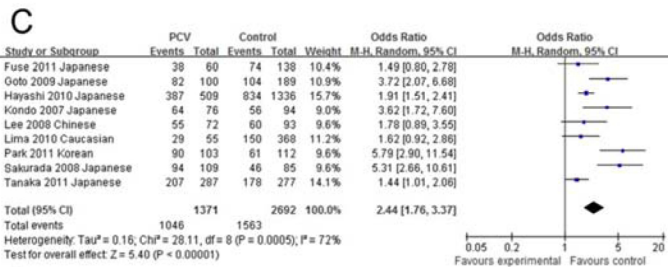 C
PCV Control Odds Ratio Odds Ratio
Study or Subgroup Events Total Events Total Weight M-H, Random, 95% CI M-H, Random, 95% CI
Fuse 2011 Japanese 38 60 74 138 10.4% 1.49 [0.80, 2.78]
Goto 2009 Japanese 82 100 104 189 10.9% 3.72 [2.07, 6.68]
Hayashi 2010 Japanese 387 509 834 1336 16.0% 1.91 [1.51, 2.41]
Kondo 2007 Japanese 64 76 56 94 9.0% 3.62 [1.72, 7.60]
Lee 2008 Chinese 55 72 60 93 9.6% 1.78 [0.89, 3.55]
Lima 2010 Caucasian 29 55 150 368 11.2% 1.62 [0.92, 2.86]
Park 2011 Korean 90 103 61 112 9.6% 5.79 [2.90, 11.54]
Sakurada 2008 Japanese 94 109 46 85 9.6% 5.31 [2.66, 10.61]
Tanaka 2011 Japanese 207 287 178 277 14.1% 1.44 [1.01, 2.06]
Total (95% CI) 1371 2692 100.0% 2.44 [1.76, 3.37]
Total events 1046 1563
Heterogeneity: Tau² = 0.16; Chi² = 28.11, df = 8 (P = 0.0005); I² = 72%
Test for overall effect: Z = 5.40 (P < 0.00001)
0.05 0.2 1 5 20
Favours experimental Favours control